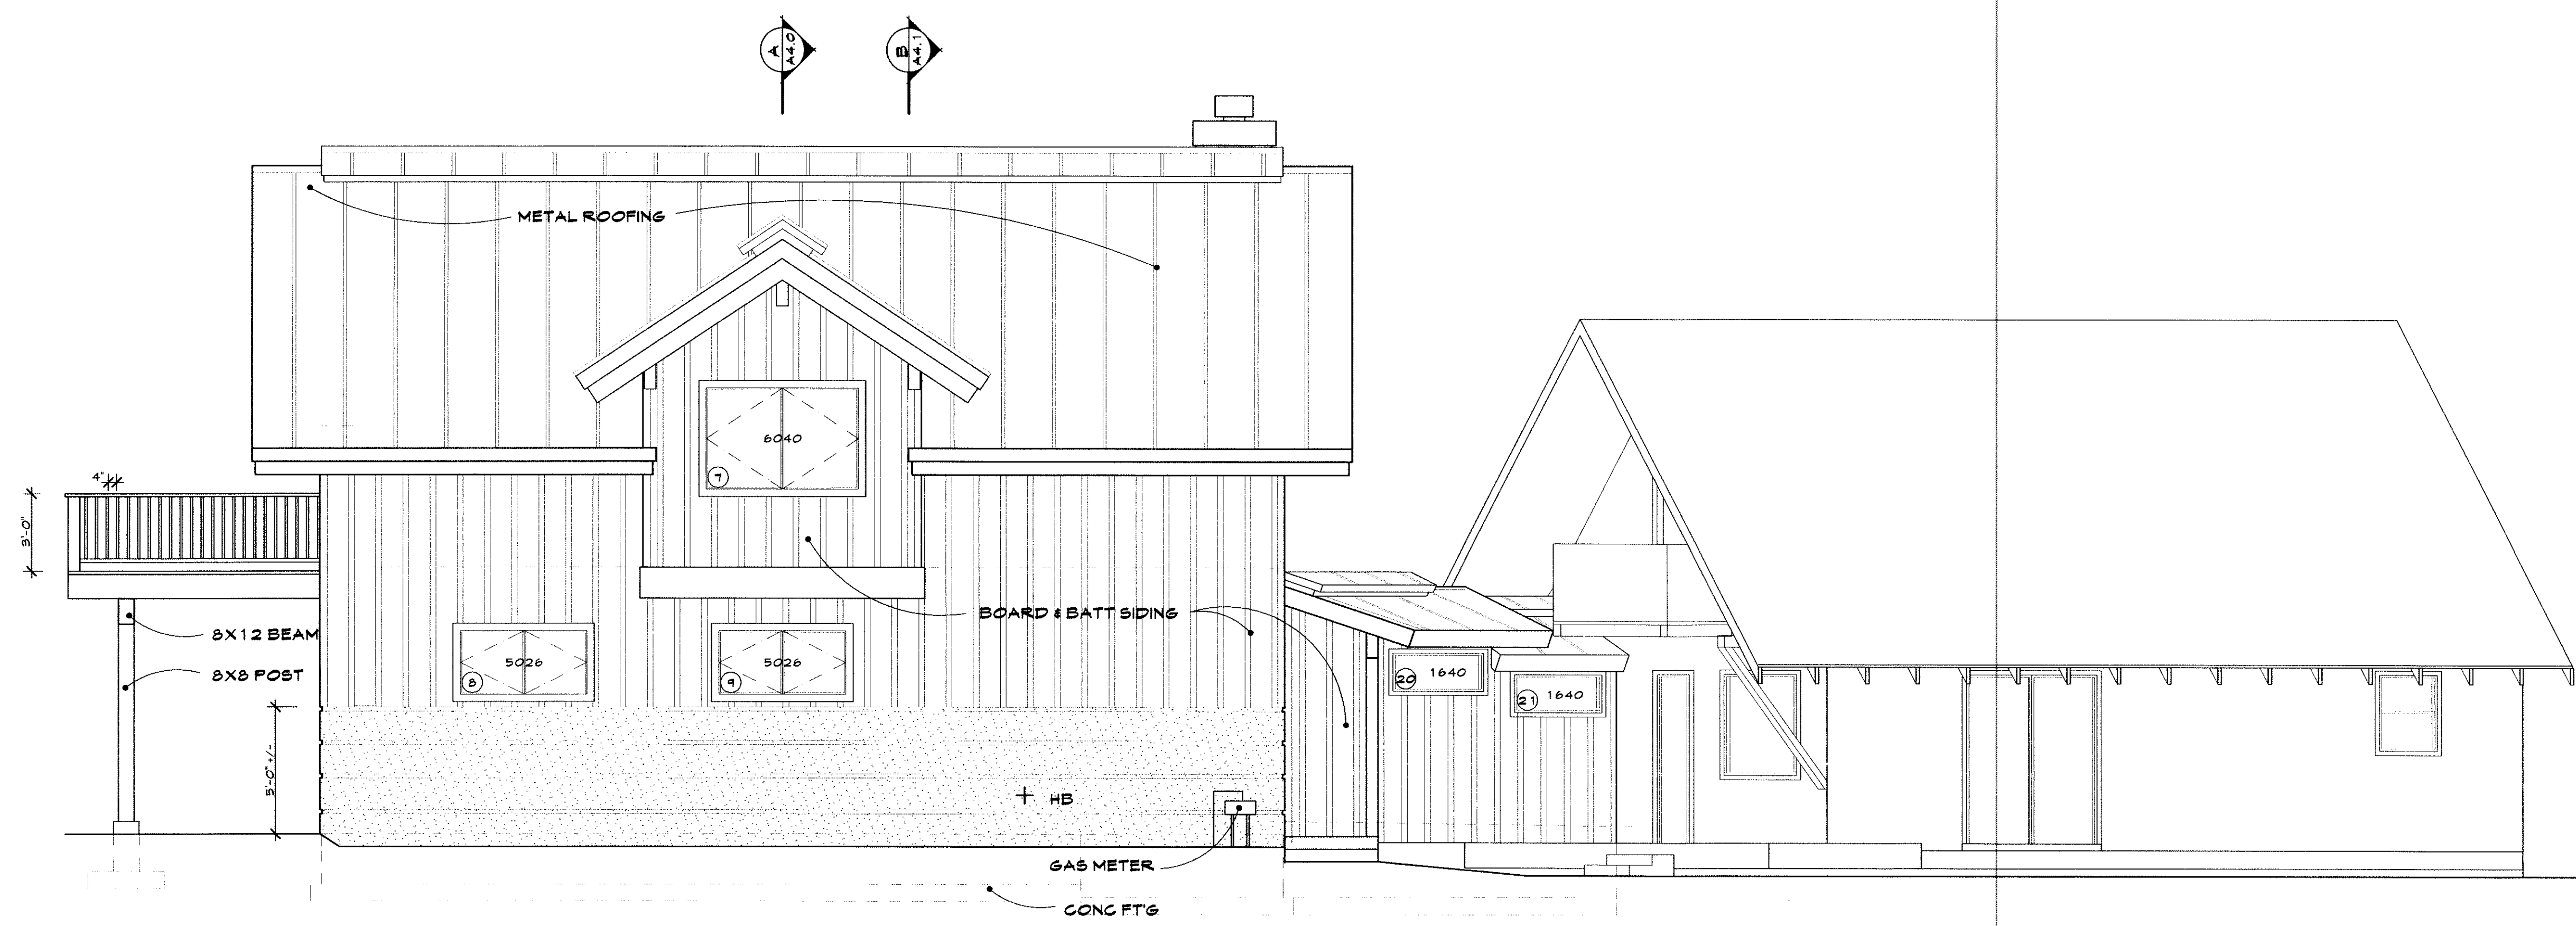 A
A4.0
B
A4.1
METAL ROOFING
6040
7
4"
3'-0"
BOARD & BATT SIDING
8X12 BEAM
8X8 POST
5026
8
5026
9
20
1640
21
1640
5'-0" +/-
HB
GAS METER
CONC FT'G